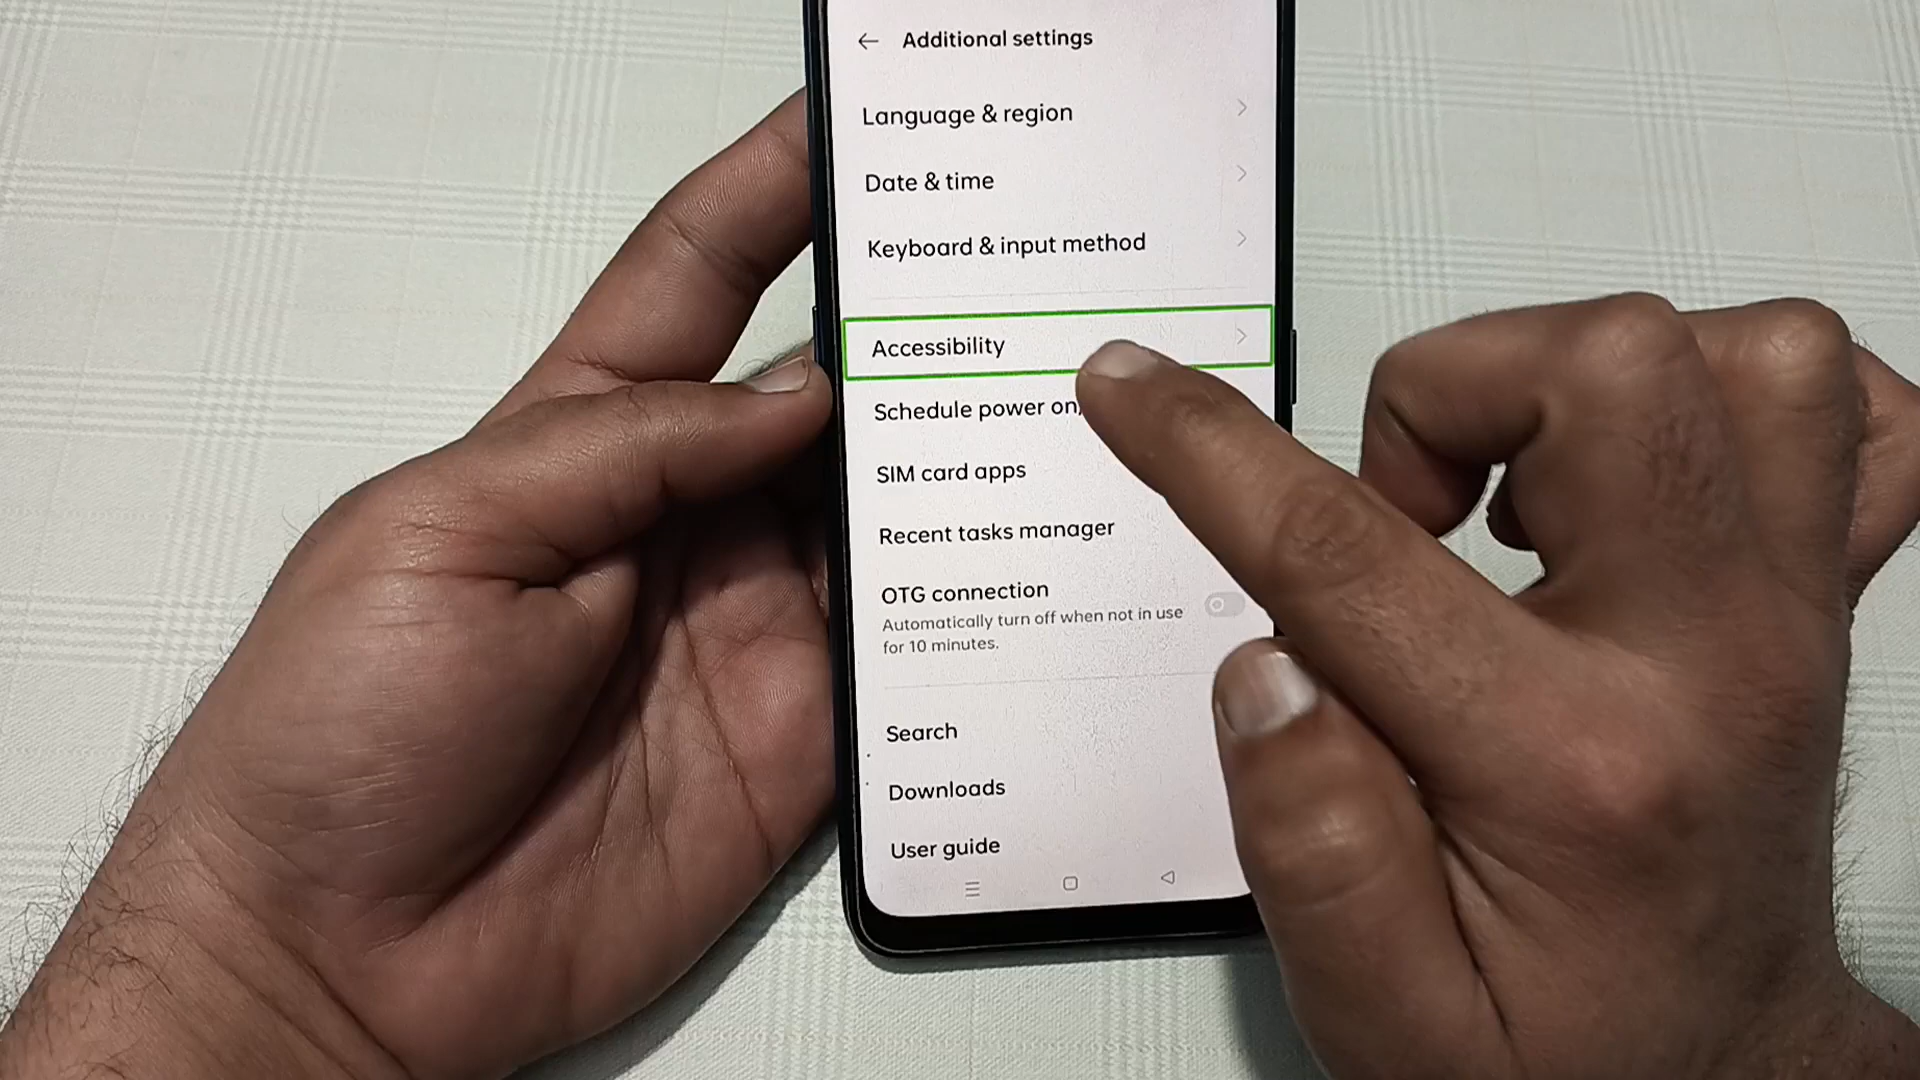 Additional settings
Language & region
Date & time
Keyboard & input method
Accessibility
Schedule power on/
SIM card apps
Recent tasks manager
OTG connection
Automatically turn off when not in use
for 10 minutes.
Search
Downloads
User guide